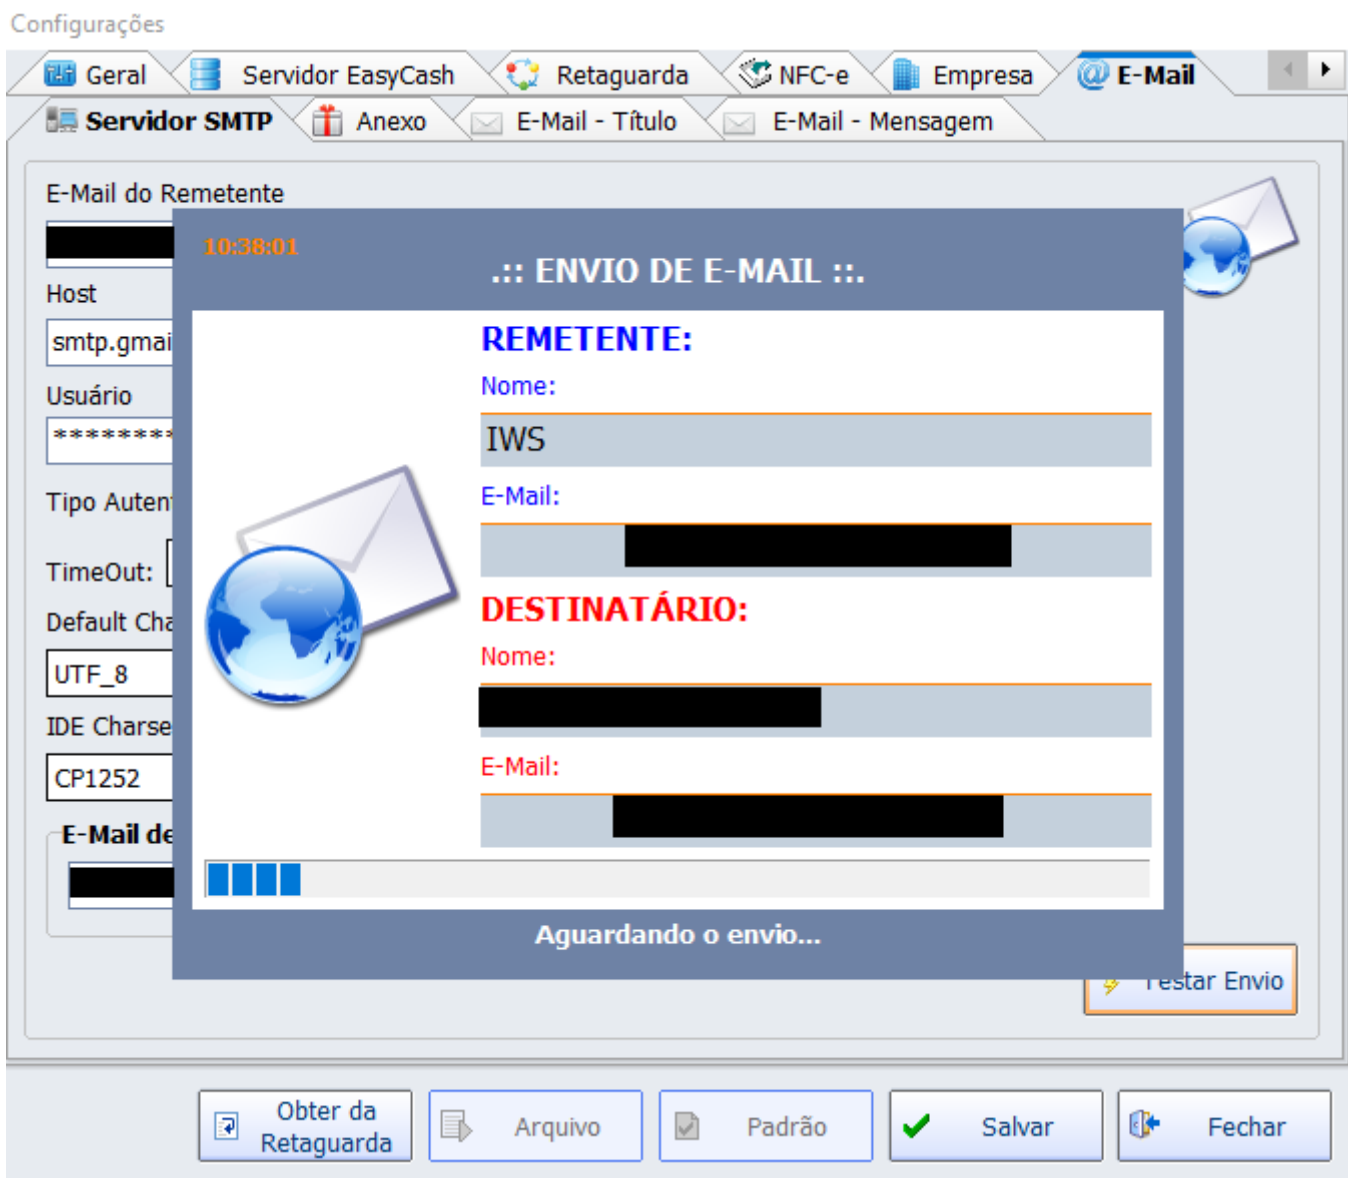 Configurações
Geral Servidor EasyCash Retaguarda NFC-e Empresa @ E-Mail
Servidor SMTP Anexo E-Mail - Título E-Mail - Mensagem
E-Mail do Remetente
10:38:01
.:: ENVIO DE E-MAIL ::.
Host
smtp.gmai
REMETENTE:
Nome:
Usuário
*********
IWS
E-Mail:
Tipo Auten
TimeOut:
DESTINATÁRIO:
Default Cha
Nome:
UTF_8
IDE Charse
E-Mail:
CP1252
E-Mail de
Aguardando o envio...
Testar Envio
Obter da
Retaguarda
Arquivo
Padrão
Salvar
Fechar